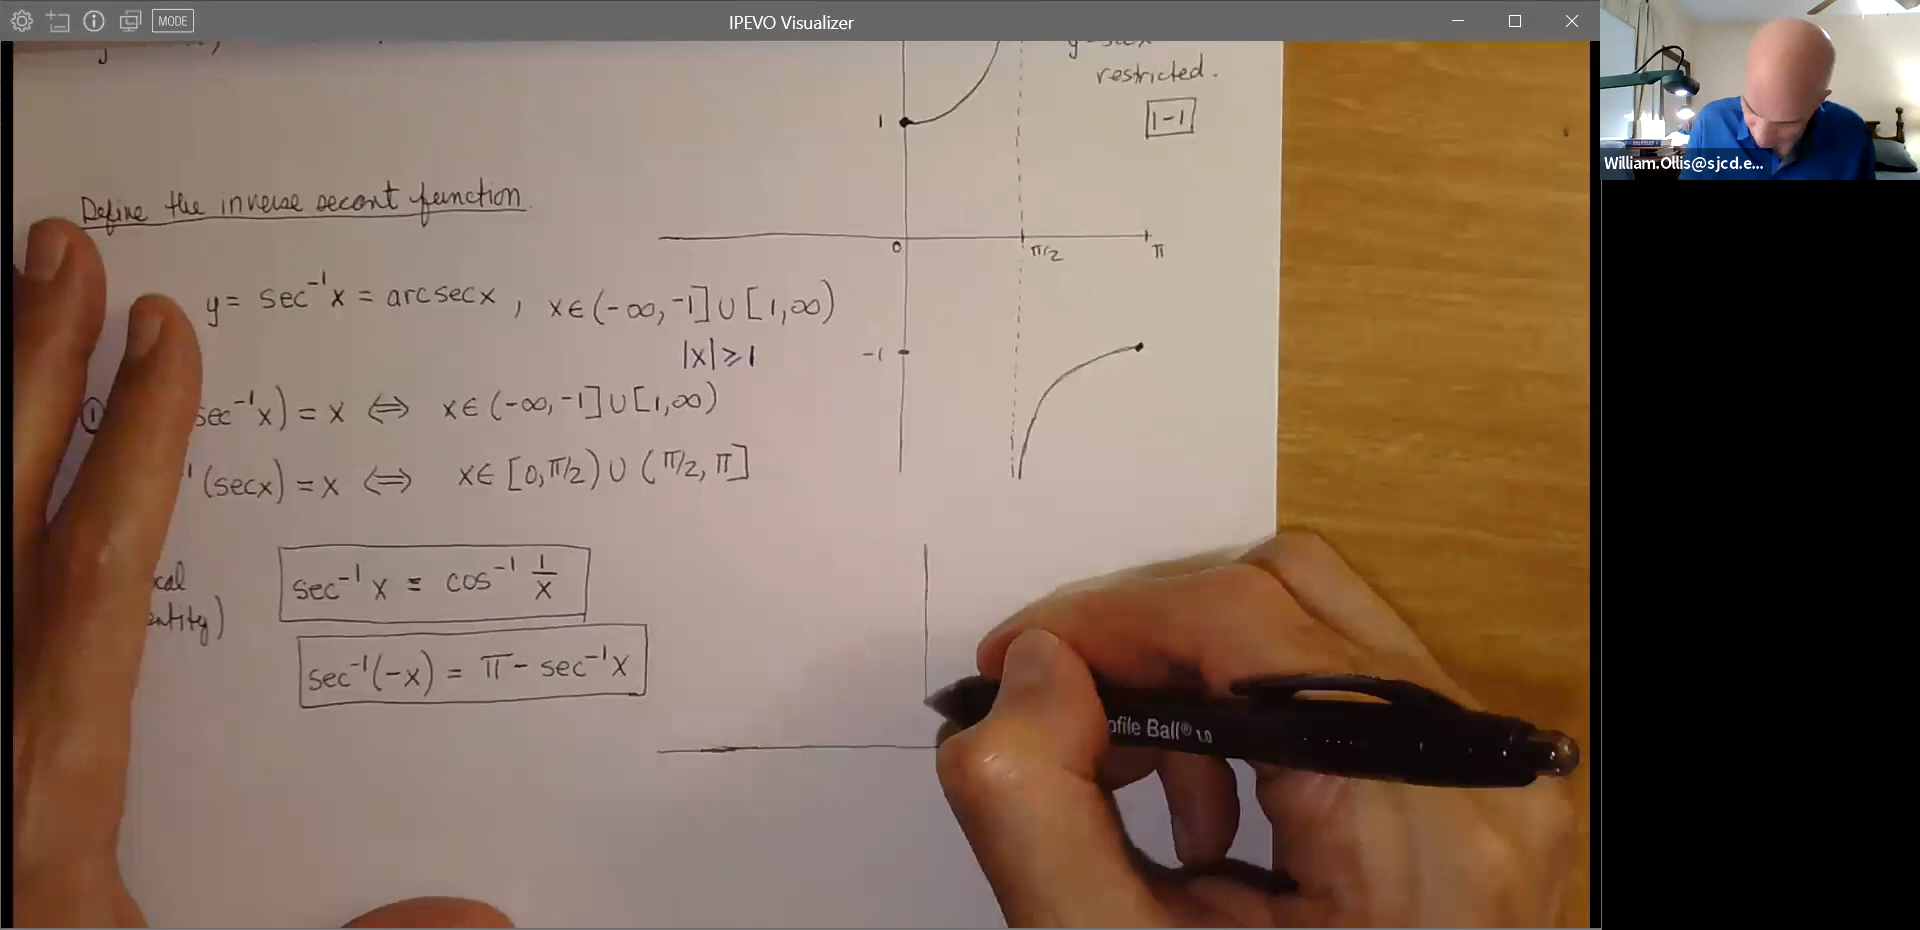 MODE
IPEVO Visualizer
William.Ollis@sjcd.e...
restricted.
1-1
1
Define the inverse secant function
0
π/2
π
y = sec⁻¹x = arcsecx , x∈(-∞,-1]∪[1,∞)
|x|⩾1
-1
① sec⁻¹x) = x ⇔ x∈(-∞,-1]∪[1,∞)
(secx) = x ⇔ x∈[0,π/2)∪(π/2,π]
sec⁻¹x = cos⁻¹ 1/x
sec⁻¹(-x) = π - sec⁻¹x
ofile Ball® 1.0